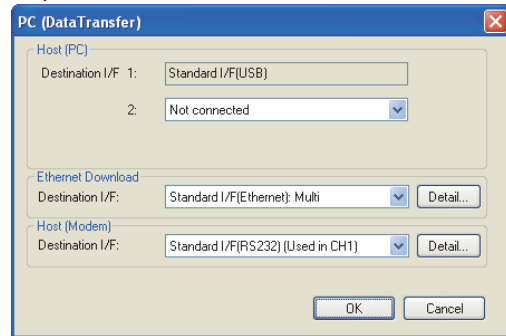 PC (DataTransfer)
Host (PC)
Destination I/F 1: Standard I/F(USB)
2: Not connected
Ethernet Download
Destination I/F: Standard I/F(Ethernet): Multi Detail...
Host (Modem)
Destination I/F: Standard I/F(RS232) (Used in CH1) Detail...
OK Cancel